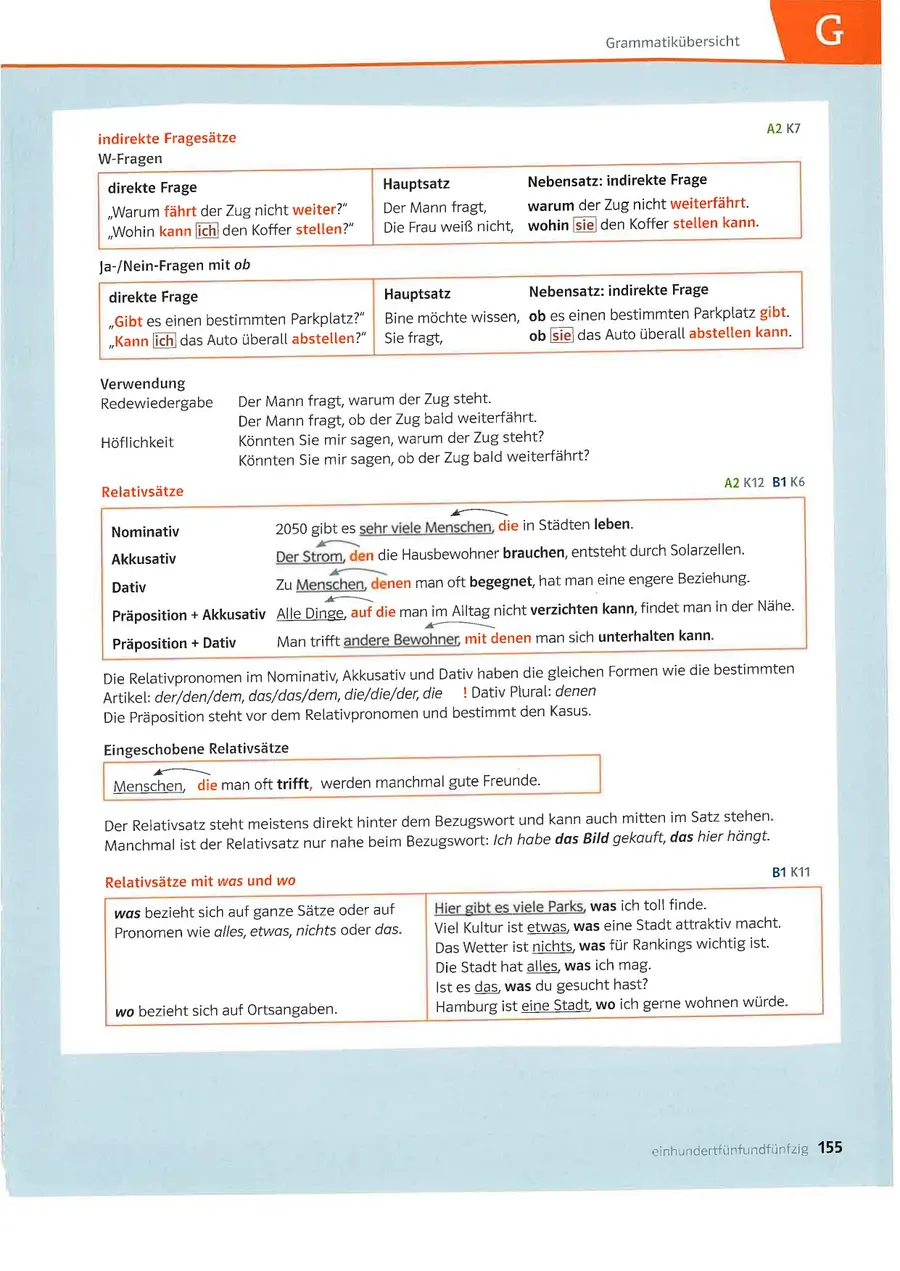 Grammatikübersicht
G
indirekte Fragesätze
A2 K7
W-Fragen
direkte Frage Hauptsatz Nebensatz: indirekte Frage
„Warum fährt der Zug nicht weiter?“ Der Mann fragt, warum der Zug nicht weiterfährt.
„Wohin kann ich den Koffer stellen?“ Die Frau weiß nicht, wohin sie den Koffer stellen kann.
Ja-/Nein-Fragen mit ob
direkte Frage Hauptsatz Nebensatz: indirekte Frage
„Gibt es einen bestimmten Parkplatz?“ Bine möchte wissen, ob es einen bestimmten Parkplatz gibt.
„Kann ich das Auto überall abstellen?“ Sie fragt, ob sie das Auto überall abstellen kann.
Verwendung
Redewiedergabe Der Mann fragt, warum der Zug steht.
Der Mann fragt, ob der Zug bald weiterfährt.
Höflichkeit Könnten Sie mir sagen, warum der Zug steht?
Könnten Sie mir sagen, ob der Zug bald weiterfährt?
Relativsätze
A2 K12 B1 K6
Nominativ 2050 gibt es sehr viele Menschen, die in Städten leben.
Akkusativ Der Strom, den die Hausbewohner brauchen, entsteht durch Solarzellen.
Dativ Zu Menschen, denen man oft begegnet, hat man eine engere Beziehung.
Präposition + Akkusativ Alle Dinge, auf die man im Alltag nicht verzichten kann, findet man in der Nähe.
Präposition + Dativ Man trifft andere Bewohner, mit denen man sich unterhalten kann.
Die Relativpronomen im Nominativ, Akkusativ und Dativ haben die gleichen Formen wie die bestimmten
Artikel: der/den/dem, das/das/dem, die/die/der, die ! Dativ Plural: denen
Die Präposition steht vor dem Relativpronomen und bestimmt den Kasus.
Eingeschobene Relativsätze
Menschen, die man oft trifft, werden manchmal gute Freunde.
Der Relativsatz steht meistens direkt hinter dem Bezugswort und kann auch mitten im Satz stehen.
Manchmal ist der Relativsatz nur nahe beim Bezugswort: Ich habe das Bild gekauft, das hier hängt.
Relativsätze mit was und wo
B1 K11
was bezieht sich auf ganze Sätze oder auf
Pronomen wie alles, etwas, nichts oder das.
Hier gibt es viele Parks, was ich toll finde.
Viel Kultur ist etwas, was eine Stadt attraktiv macht.
Das Wetter ist nichts, was für Rankings wichtig ist.
Die Stadt hat alles, was ich mag.
Ist es das, was du gesucht hast?
wo bezieht sich auf Ortsangaben. Hamburg ist eine Stadt, wo ich gerne wohnen würde.
einhundertfünfundfünfzig 155